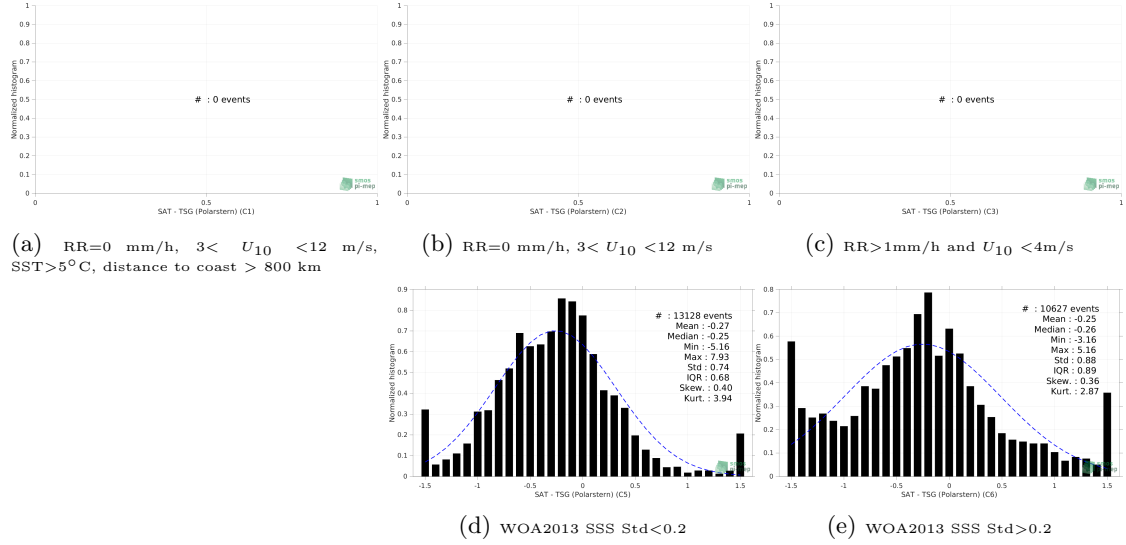 1
0.9
0.8
0.7
0.6
0.5
0.4
0.3
0.2
0.1
0
Normalized histogram
# : 0 events
smos
pi-mep
0 0.5 1
SAT - TSG (Polarstern) (C1)
(a) RR=0 mm/h, 3< U10 <12 m/s,
SST>5°C, distance to coast > 800 km
1
0.9
0.8
0.7
0.6
0.5
0.4
0.3
0.2
0.1
0
Normalized histogram
# : 0 events
smos
pi-mep
0 0.5 1
SAT - TSG (Polarstern) (C2)
(b) RR=0 mm/h, 3< U10 <12 m/s
1
0.9
0.8
0.7
0.6
0.5
0.4
0.3
0.2
0.1
0
Normalized histogram
# : 0 events
smos
pi-mep
0 0.5 1
SAT - TSG (Polarstern) (C3)
(c) RR>1mm/h and U10 <4m/s
0.9
0.8
0.7
0.6
0.5
0.4
0.3
0.2
0.1
0
Normalized histogram
# : 13128 events
Mean : -0.27
Median : -0.25
Min : -5.16
Max : 7.93
Std : 0.74
IQR : 0.68
Skew. : 0.40
Kurt. : 3.94
smos
pi-mep
-1.5 -1 -0.5 0 0.5 1 1.5
SAT - TSG (Polarstern) (C5)
(d) WOA2013 SSS Std<0.2
0.8
0.7
0.6
0.5
0.4
0.3
0.2
0.1
0
Normalized histogram
# : 10627 events
Mean : -0.25
Median : -0.26
Min : -3.16
Max : 5.16
Std : 0.88
IQR : 0.89
Skew. : 0.36
Kurt. : 2.87
-1.5 -1 -0.5 0 0.5 1 1.5
SAT - TSG (Polarstern) (C6)
(e) WOA2013 SSS Std>0.2